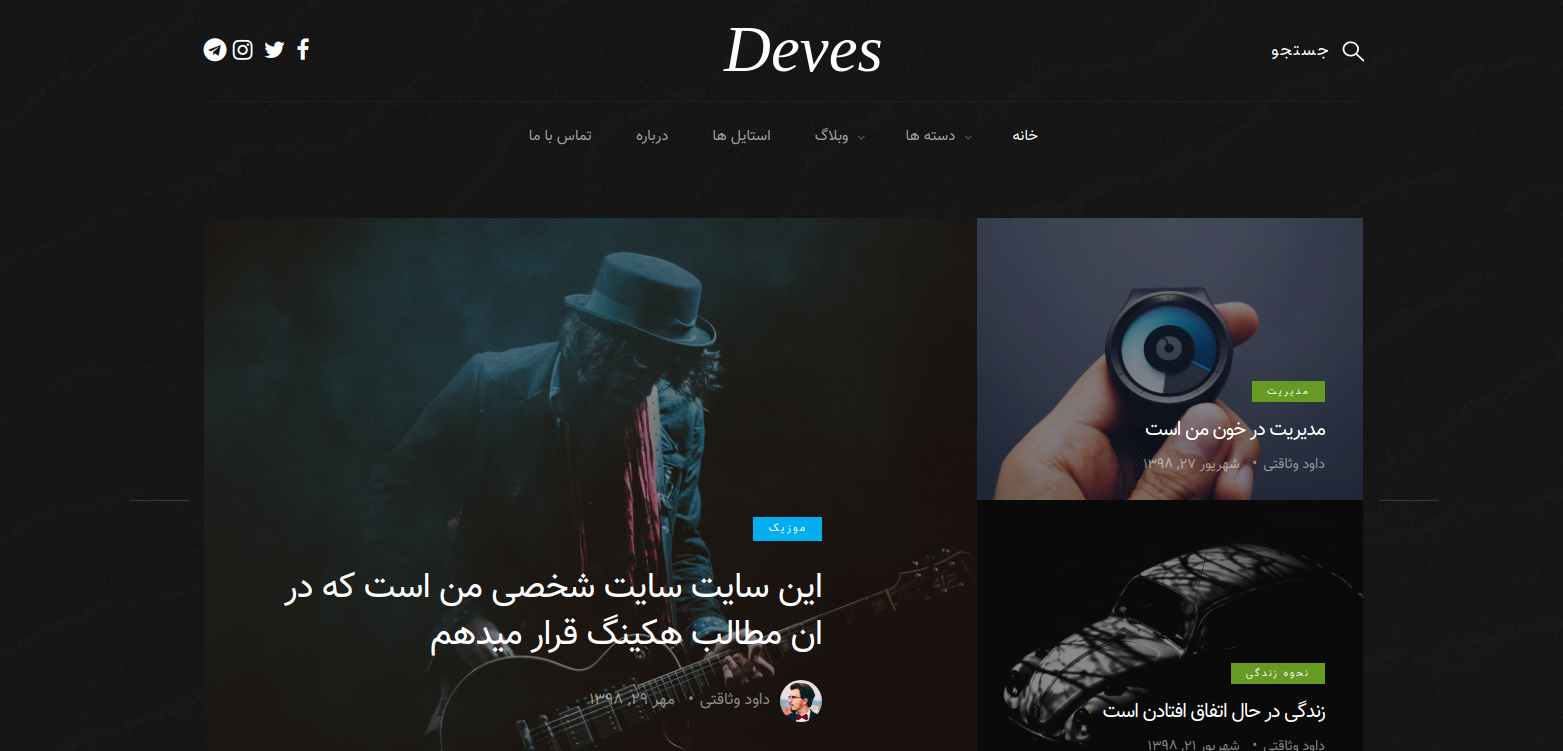 جستجو
Deves
خانه
دسته ها
وبلاگ
استایل ها
درباره
تماس با ما
مدیریت
مدیریت در خون من است
داود وثاقتی • شهریور ۲۷, ۱۳۹۸
موزیک
این سایت سایت شخصی من است که در
ان مطالب هکینگ قرار میدهم
داود وثاقتی • مهر ۲۹, ۱۳۹۸
نحوه زندگی
زندگی در حال اتفاق افتادن است
داود وثاقتی • شهریور ۲۱, ۱۳۹۸